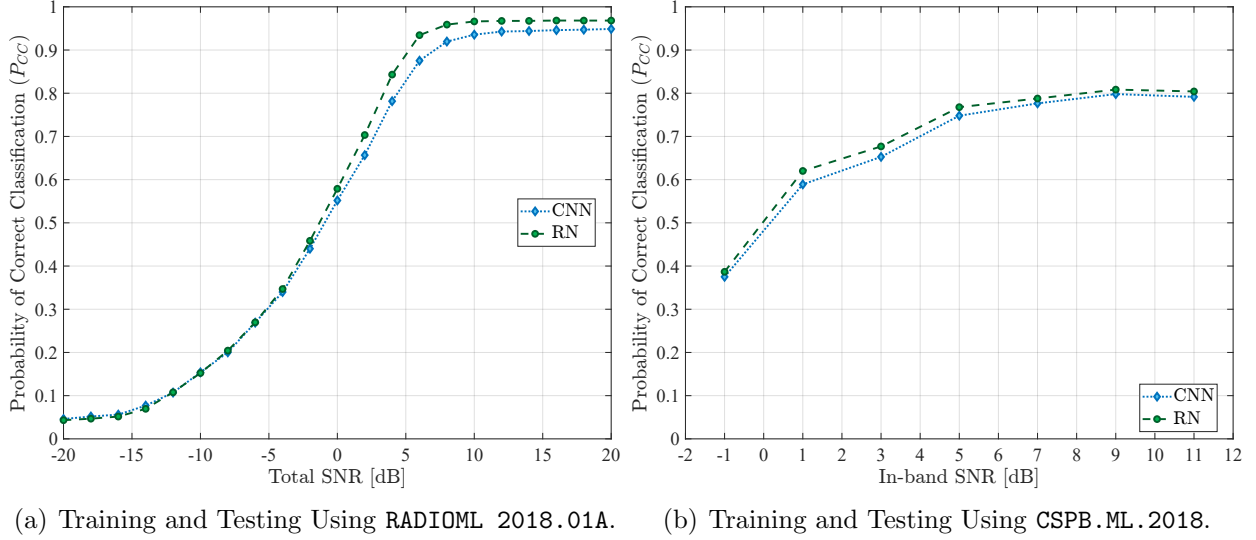 Probability of Correct Classification (P_CC)
1
0.9
0.8
0.7
0.6
0.5
0.4
0.3
0.2
0.1
0
-20 -15 -10 -5 0 5 10 15 20
Total SNR [dB]
CNN
RN
(a) Training and Testing Using RADIOML 2018.01A.
Probability of Correct Classification (P_CC)
1
0.9
0.8
0.7
0.6
0.5
0.4
0.3
0.2
0.1
0
-2 -1 0 1 2 3 4 5 6 7 8 9 10 11 12
In-band SNR [dB]
CNN
RN
(b) Training and Testing Using CSPB.ML.2018.